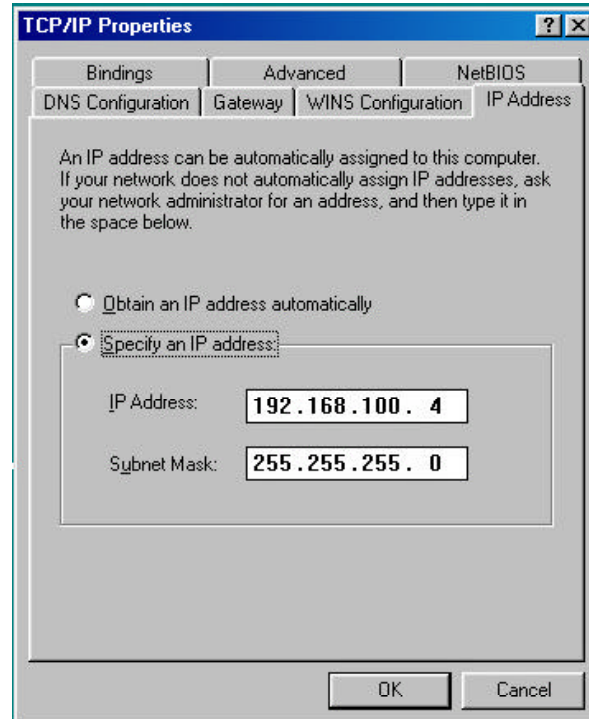 TCP/IP Properties
? ×
Bindings Advanced NetBIOS
DNS Configuration Gateway WINS Configuration IP Address
An IP address can be automatically assigned to this computer.
If your network does not automatically assign IP addresses, ask
your network administrator for an address, and then type it in
the space below.
Obtain an IP address automatically
Specify an IP address:
IP Address: 192.168.100. 4
Subnet Mask: 255.255.255. 0
OK Cancel